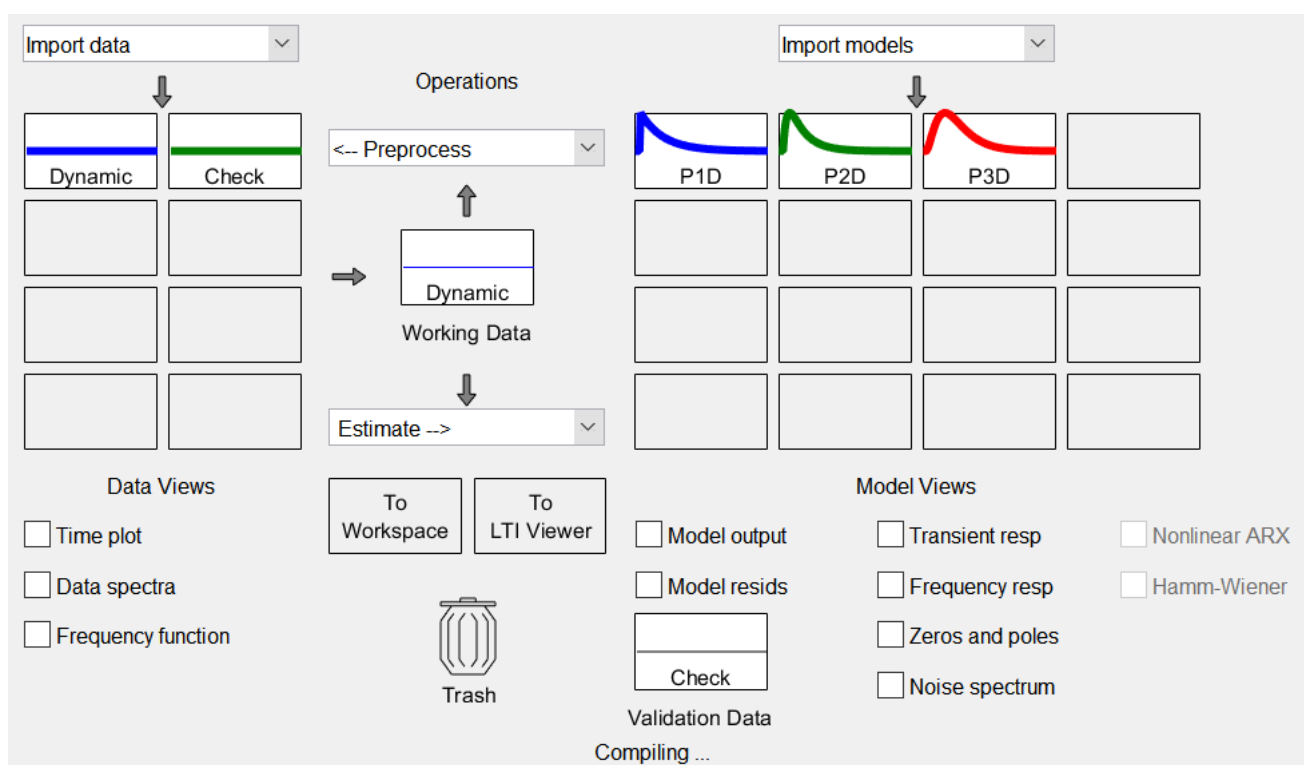 Import data
Import models
Operations
<-- Preprocess
Dynamic
Check
P1D
P2D
P3D
Dynamic
Working Data
Estimate -->
Data Views
To
Workspace
To
LTI Viewer
Model Views
Time plot
Model output
Transient resp
Nonlinear ARX
Data spectra
Model resids
Frequency resp
Hamm-Wiener
Frequency function
Zeros and poles
Check
Noise spectrum
Trash
Validation Data
Compiling ...